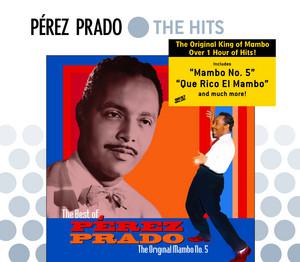 PÉREZ PRADO THE HITS
The Original King of Mambo
Over 1 Hour of Hits!
Includes
"Mambo No. 5"
"Que Rico El Mambo"
and much more!
The Best of
PÉREZ
PRADO
The Original Mambo No. 5